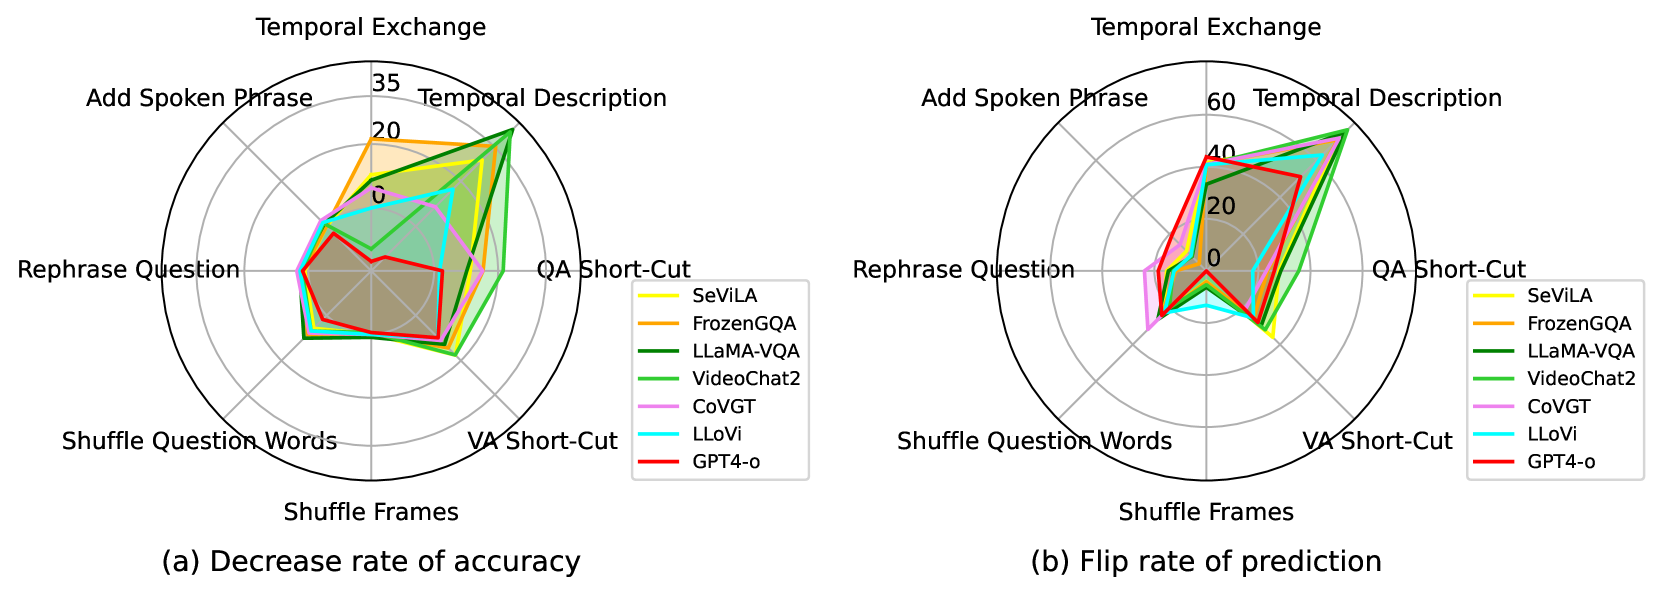 Temporal Exchange
35
Add Spoken Phrase
Temporal Description
20
0
Rephrase Question
QA Short-Cut
SeViLA
FrozenGQA
LLaMA-VQA
VideoChat2
CoVGT
LLoVi
GPT4-o
Shuffle Question Words
VA Short-Cut
Shuffle Frames
(a) Decrease rate of accuracy
Temporal Exchange
60
Add Spoken Phrase
Temporal Description
40
20
0
Rephrase Question
QA Short-Cut
SeViLA
FrozenGQA
LLaMA-VQA
VideoChat2
CoVGT
LLoVi
GPT4-o
Shuffle Question Words
VA Short-Cut
Shuffle Frames
(b) Flip rate of prediction